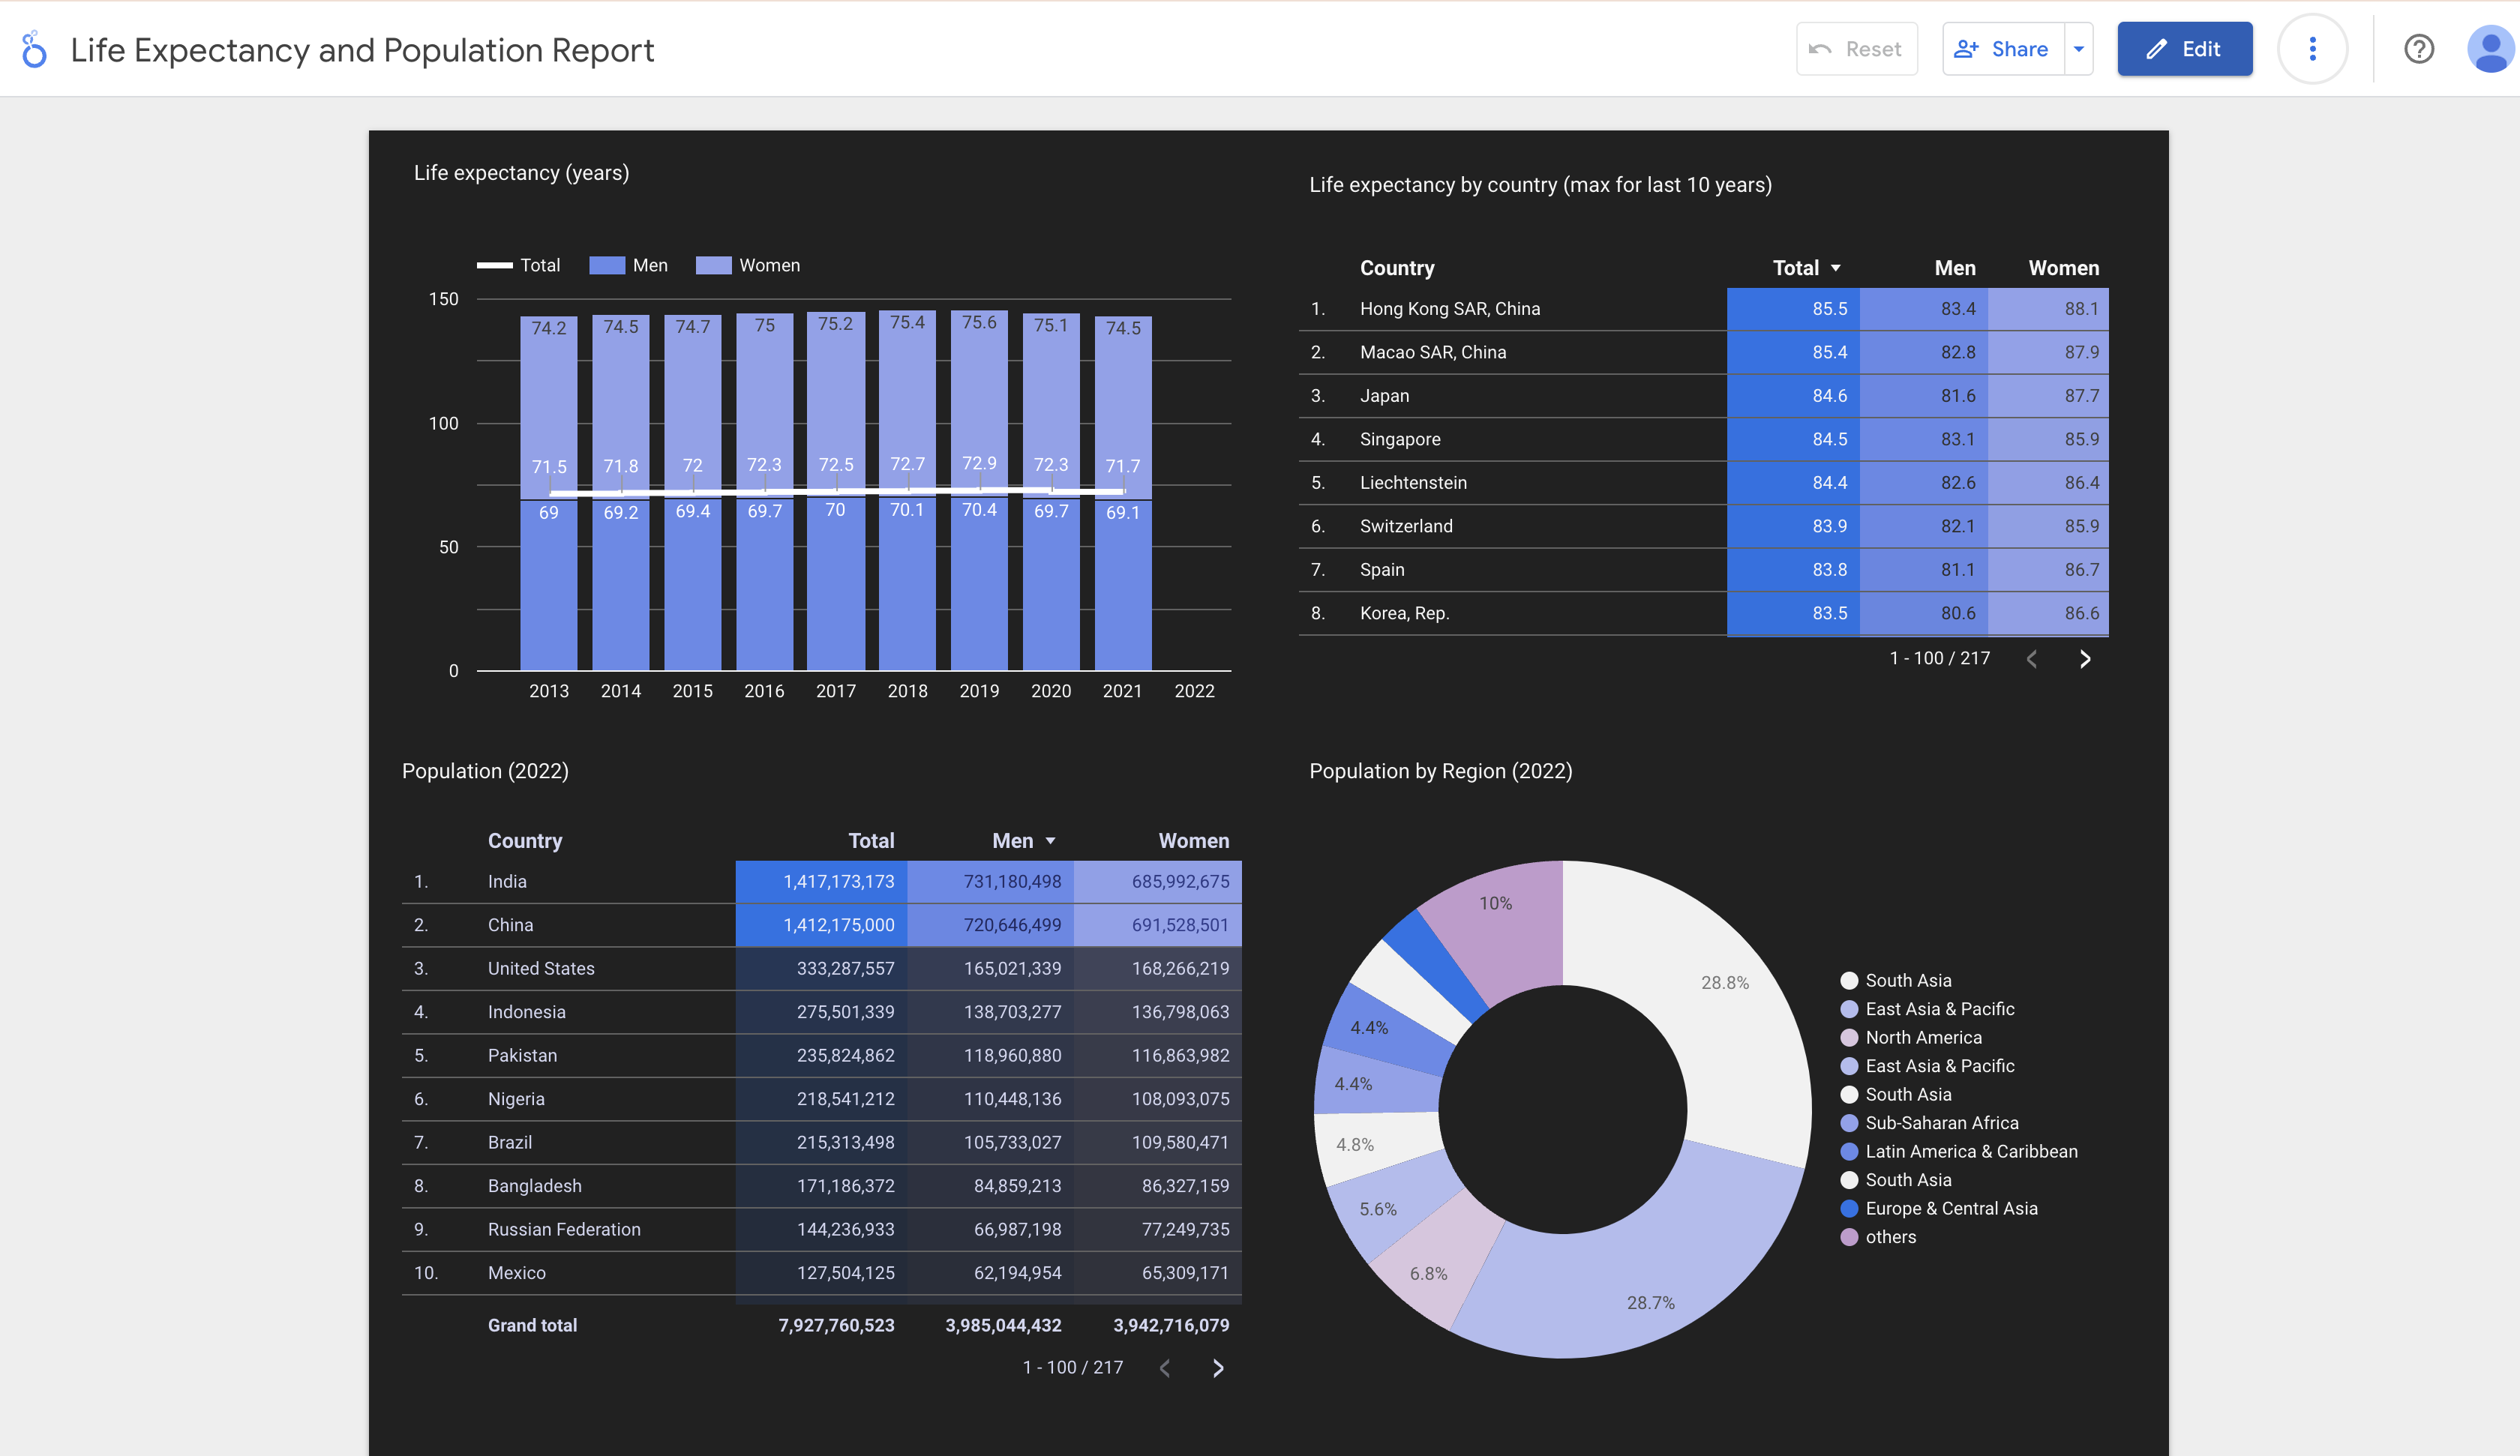 Life Expectancy and Population Report
Reset
Share
Edit
Life expectancy (years)
Total Men Women
150
100
50
0
74.2 74.5 74.7 75 75.2 75.4 75.6 75.1 74.5
71.5 71.8 72 72.3 72.5 72.7 72.9 72.3 71.7
69 69.2 69.4 69.7 70 70.1 70.4 69.7 69.1
2013 2014 2015 2016 2017 2018 2019 2020 2021 2022
Life expectancy by country (max for last 10 years)
Country Total Men Women
1. Hong Kong SAR, China 85.5 83.4 88.1
2. Macao SAR, China 85.4 82.8 87.9
3. Japan 84.6 81.6 87.7
4. Singapore 84.5 83.1 85.9
5. Liechtenstein 84.4 82.6 86.4
6. Switzerland 83.9 82.1 85.9
7. Spain 83.8 81.1 86.7
8. Korea, Rep. 83.5 80.6 86.6
1 - 100 / 217
Population (2022)
Country Total Men Women
1. India 1,417,173,173 731,180,498 685,992,675
2. China 1,412,175,000 720,646,499 691,528,501
3. United States 333,287,557 165,021,339 168,266,219
4. Indonesia 275,501,339 138,703,277 136,798,063
5. Pakistan 235,824,862 118,960,880 116,863,982
6. Nigeria 218,541,212 110,448,136 108,093,075
7. Brazil 215,313,498 105,733,027 109,580,471
8. Bangladesh 171,186,372 84,859,213 86,327,159
9. Russian Federation 144,236,933 66,987,198 77,249,735
10. Mexico 127,504,125 62,194,954 65,309,171
Grand total 7,927,760,523 3,985,044,432 3,942,716,079
1 - 100 / 217
Population by Region (2022)
10%
28.8%
4.4%
4.4%
4.8%
5.6%
6.8%
28.7%
South Asia
East Asia & Pacific
North America
East Asia & Pacific
South Asia
Sub-Saharan Africa
Latin America & Caribbean
South Asia
Europe & Central Asia
others